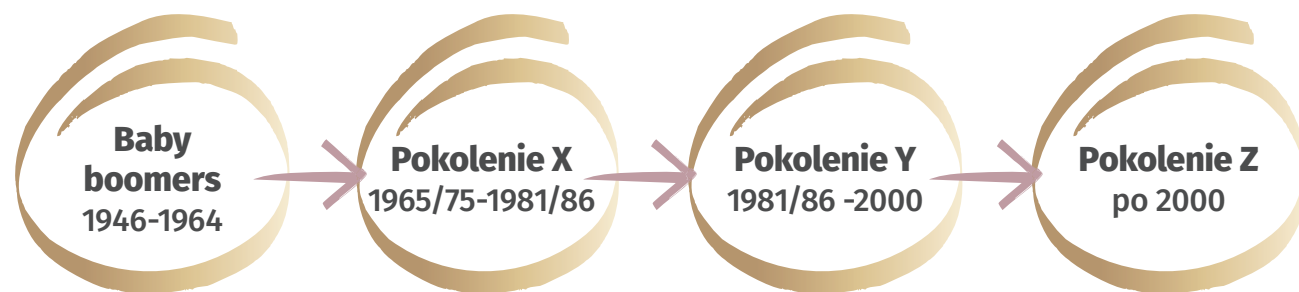 Baby
boomers
1946-1964
Pokolenie X
1965/75-1981/86
Pokolenie Y
1981/86 -2000
Pokolenie Z
po 2000